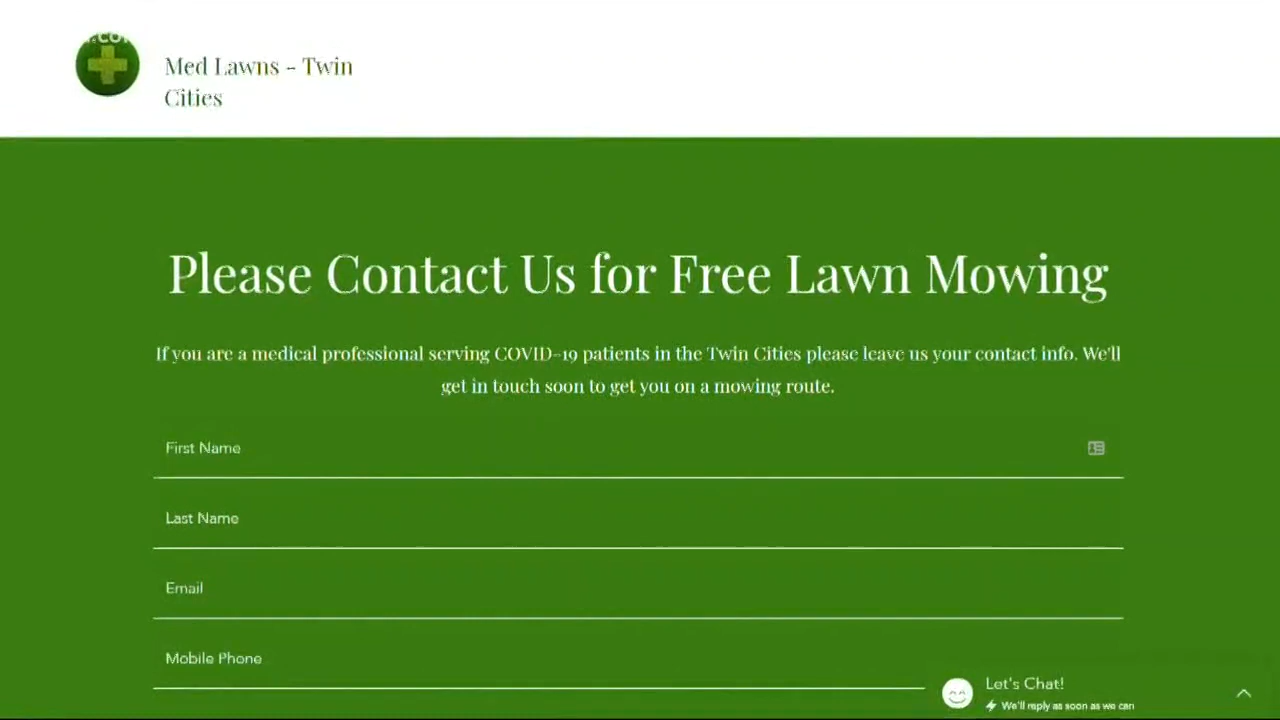 Med Lawns - Twin
Cities
Please Contact Us for Free Lawn Mowing
If you are a medical professional serving COVID-19 patients in the Twin Cities please leave us your contact info. We'll
get in touch soon to get you on a mowing route.
First Name
Last Name
Email
Mobile Phone
Let's Chat!
We'll reply as soon as we can